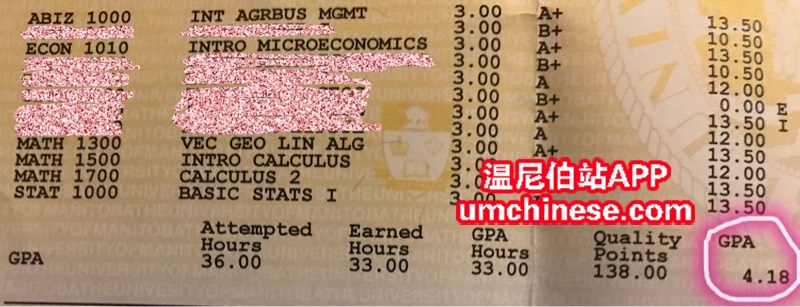 ABIZ 1000 INT AGRBUS MGMT 3.00 A+ 13.50
3.00 B+ 10.50
ECON 1010 INTRO MICROECONOMICS 3.00 A+ 13.50
3.00 B+ 10.50
3.00 A 12.00
3.00 B+ 0.00 E
3.00 A+ 13.50 I
3.00 A 12.00
MATH 1300 VEC GEO LIN ALG 3.00 A+ 13.50
MATH 1500 INTRO CALCULUS 3.00 12.00
MATH 1700 CALCULUS 2 3.00 13.50
STAT 1000 BASIC STATS I 3.00 13.50
温尼伯站APP
umchinese.com
Attempted Earned GPA Quality GPA
Hours Hours Hours Points
GPA 36.00 33.00 33.00 138.00 4.18